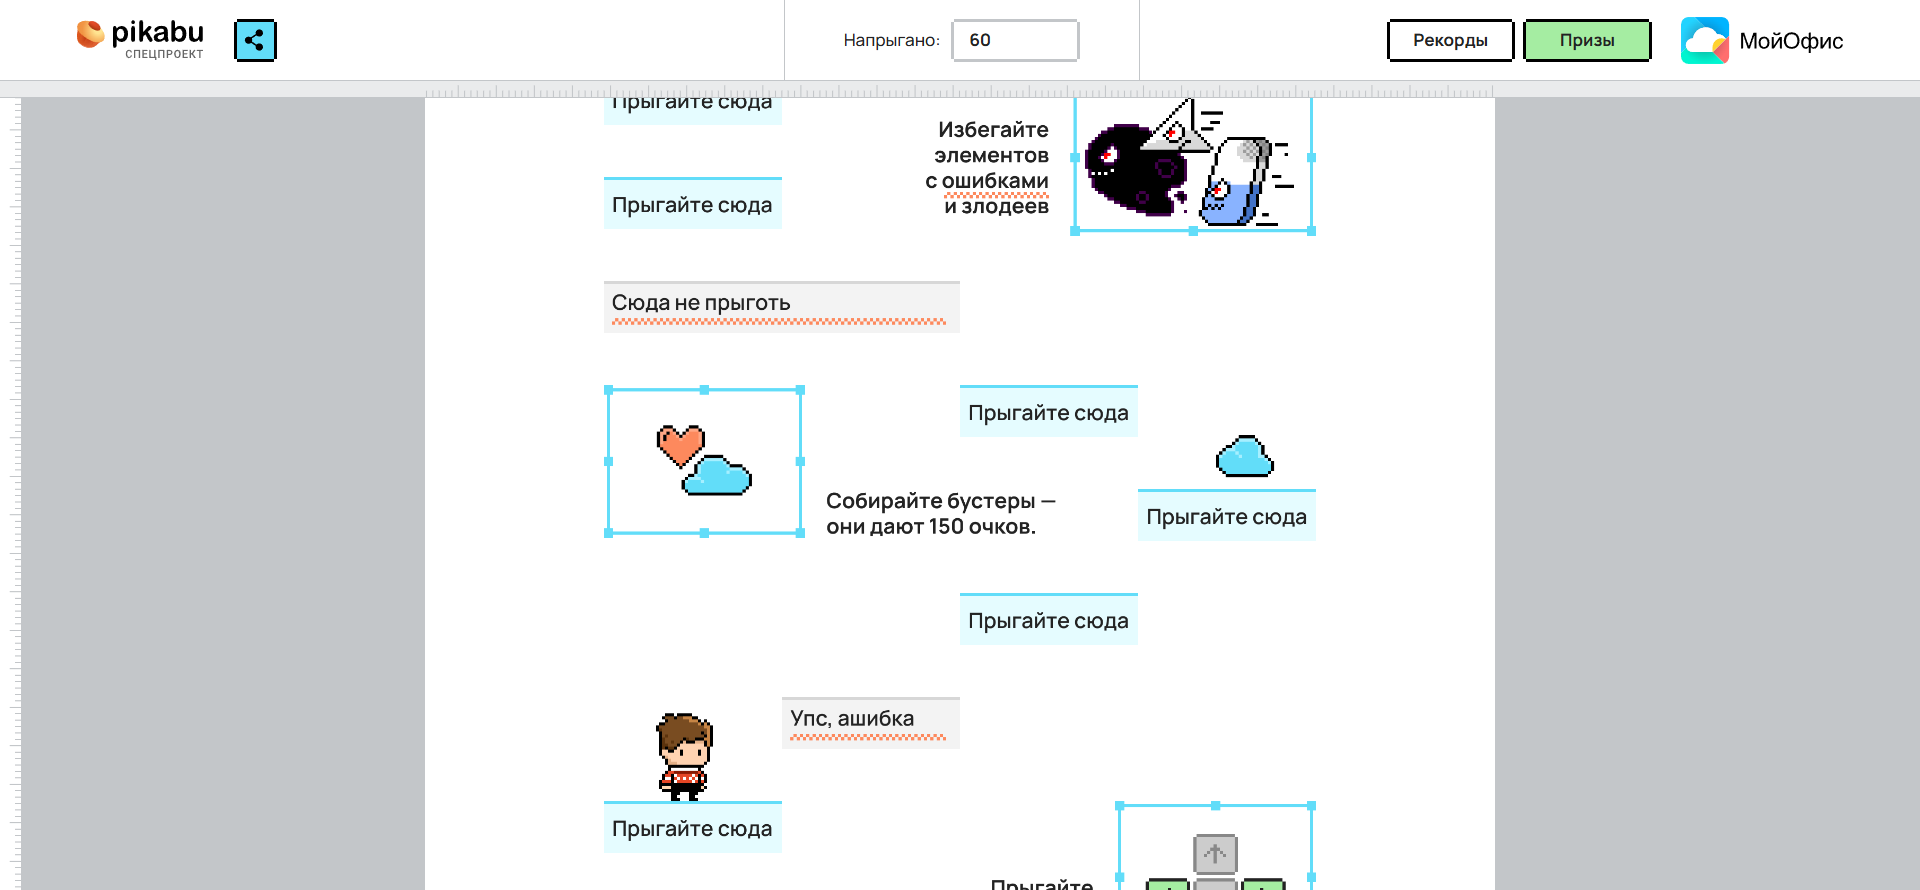 pikabu
СПЕЦПРОЕКТ
Напрыгано: 60
Рекорды
Призы
МойОфис
Прыгайте сюда
Избегайте
элементов
с ошибками
и злодеев
Прыгайте сюда
Сюда не прыготь
Прыгайте сюда
Собирайте бустеры —
они дают 150 очков.
Прыгайте сюда
Прыгайте сюда
Упс, ашибка
Прыгайте сюда
Прыгайте